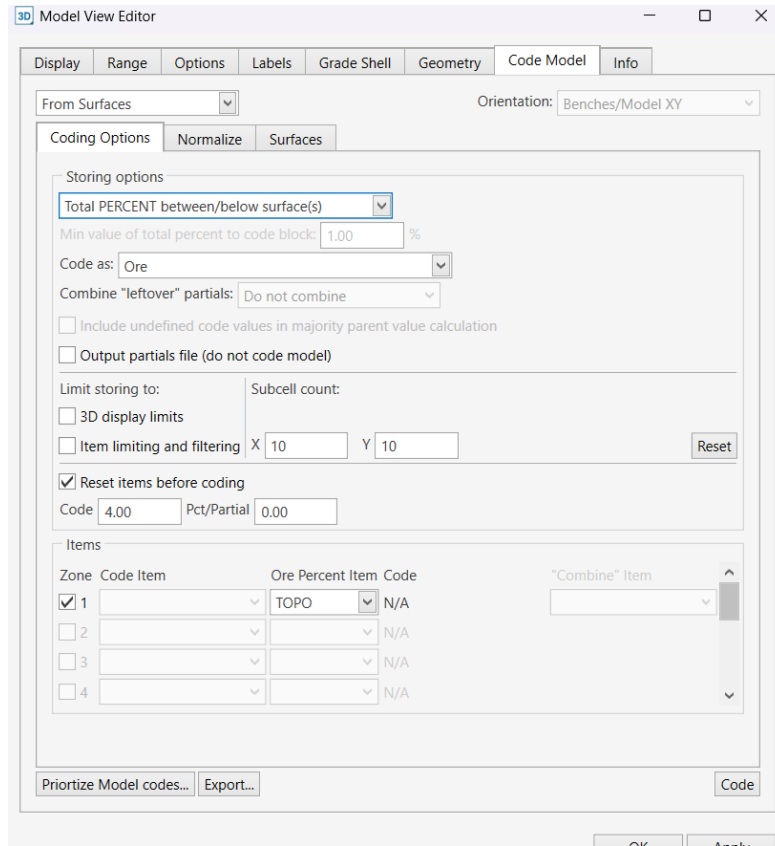 3D Model View Editor
Display Range Options Labels Grade Shell Geometry Code Model Info
From Surfaces Orientation: Benches/Model XY
Coding Options Normalize Surfaces
Storing options
Total PERCENT between/below surface(s)
Min value of total percent to code block: 1.00 %
Code as: Ore
Combine "leftover" partials: Do not combine
Include undefined code values in majority parent value calculation
Output partials file (do not code model)
Limit storing to: Subcell count:
3D display limits
Item limiting and filtering X 10 Y 10 Reset
Reset items before coding
Code 4.00 Pct/Partial 0.00
Items
Zone Code Item Ore Percent Item Code "Combine" Item
1 TOPO N/A
2 N/A
3 N/A
4 N/A
Priortize Model codes... Export... Code
OK Apply